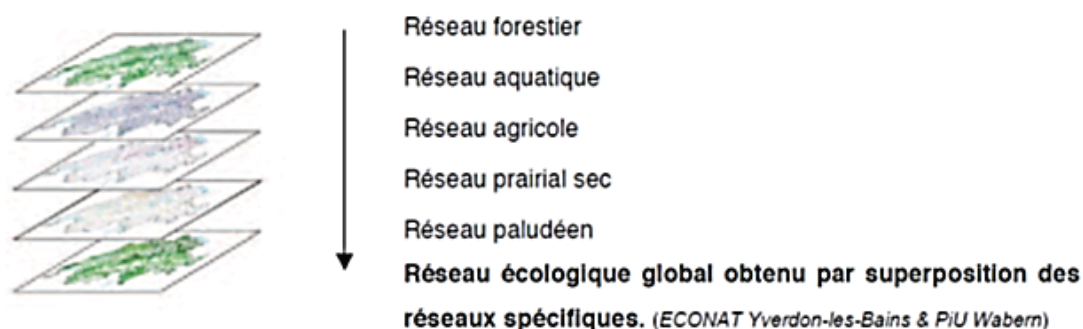 Réseau forestier
Réseau aquatique
Réseau agricole
Réseau prairial sec
Réseau paludéen
Réseau écologique global obtenu par superposition des
réseaux spécifiques. (ECONAT Yverdon-les-Bains & PiU Wabern)